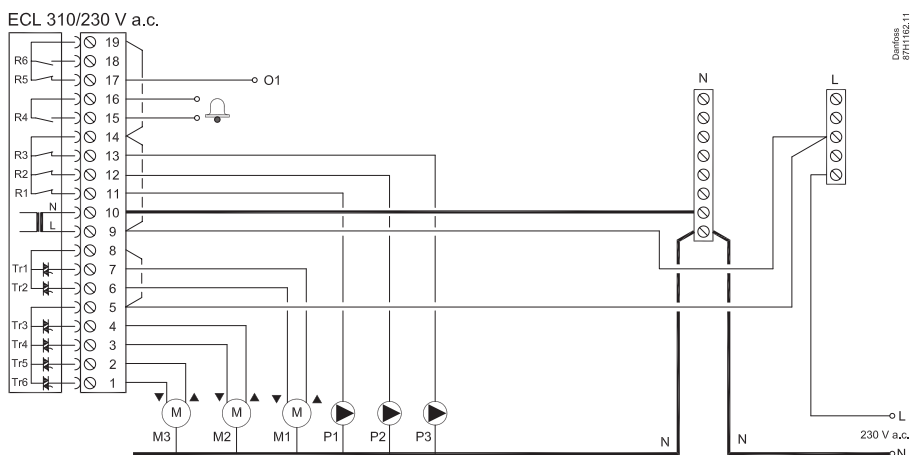 ECL 310/230 V a.c.
Danfoss
87H1162.11
19
R6 18
R5 17 O1
16
R4 15
14
R3 13
R2 12
R1 11
N 10
L 9
8
Tr1 7
Tr2 6
5
Tr3 4
Tr4 3
Tr5 2
Tr6 1
N L
M M M
M3 M2 M1 P1 P2 P3
N N
L
230 V a.c.
N